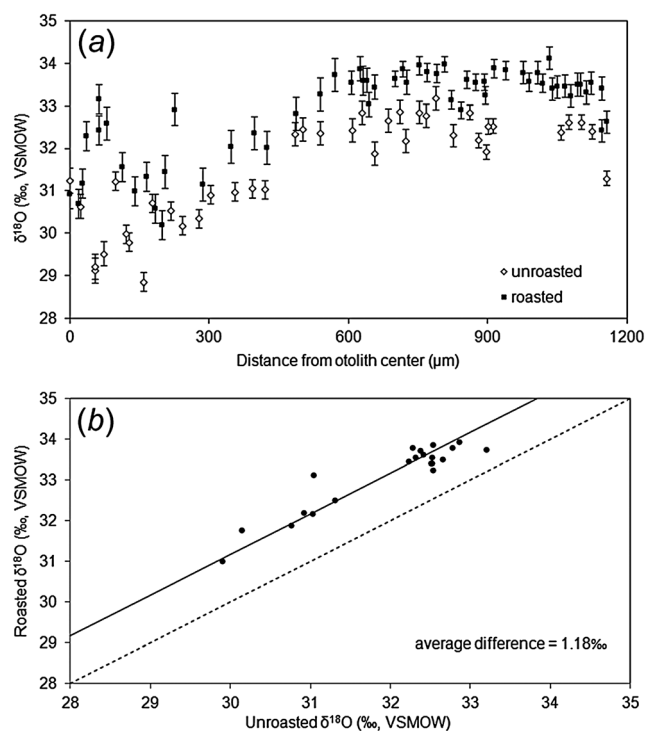 (a)
35
34
33
32
31
30
29
28
δ¹⁸O (‰, VSMOW)
◇ unroasted
▪ roasted
0 300 600 900 1200
Distance from otolith center (µm)
(b)
35
34
33
32
31
30
29
28
Roasted δ¹⁸O (‰, VSMOW)
average difference = 1.18‰
28 29 30 31 32 33 34 35
Unroasted δ¹⁸O (‰, VSMOW)